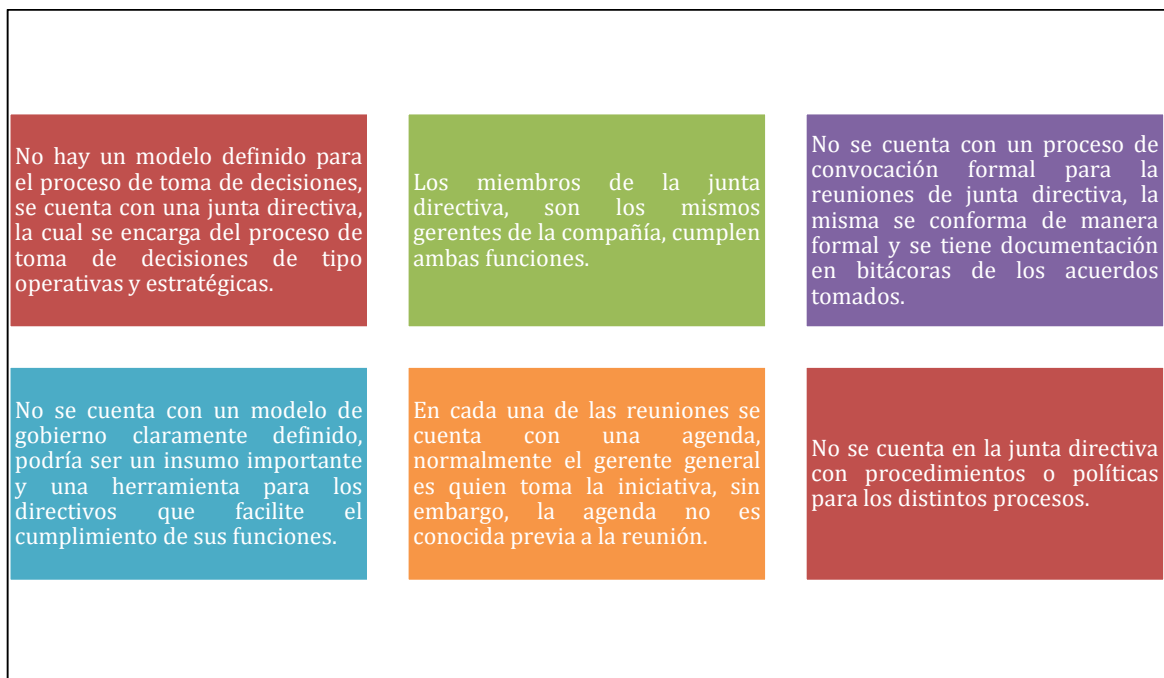 No hay un modelo definido para
el proceso de toma de decisiones,
se cuenta con una junta directiva,
la cual se encarga del proceso de
toma de decisiones de tipo
operativas y estratégicas.
Los miembros de la junta
directiva, son los mismos
gerentes de la compañía, cumplen
ambas funciones.
No se cuenta con un proceso de
convocación formal para la
reuniones de junta directiva, la
misma se conforma de manera
formal y se tiene documentación
en bitácoras de los acuerdos
tomados.
No se cuenta con un modelo de
gobierno claramente definido,
podría ser un insumo importante
y una herramienta para los
directivos que facilite el
cumplimiento de sus funciones.
En cada una de las reuniones se
cuenta con una agenda,
normalmente el gerente general
es quien toma la iniciativa, sin
embargo, la agenda no es
conocida previa a la reunión.
No se cuenta en la junta directiva
con procedimientos o políticas
para los distintos procesos.